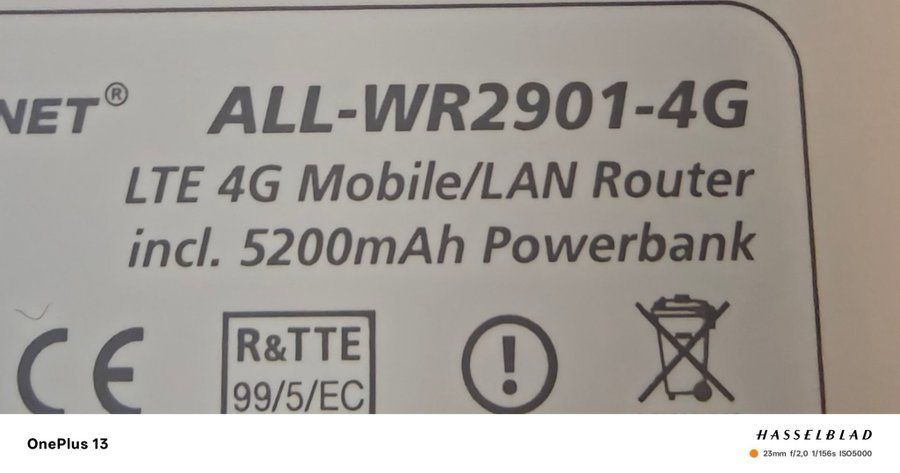 NET® ALL-WR2901-4G
LTE 4G Mobile/LAN Router
incl. 5200mAh Powerbank
CE R&TTE !
99/5/EC
OnePlus 13
HASSELBLAD
23mm f/2,0 1/156s ISO5000